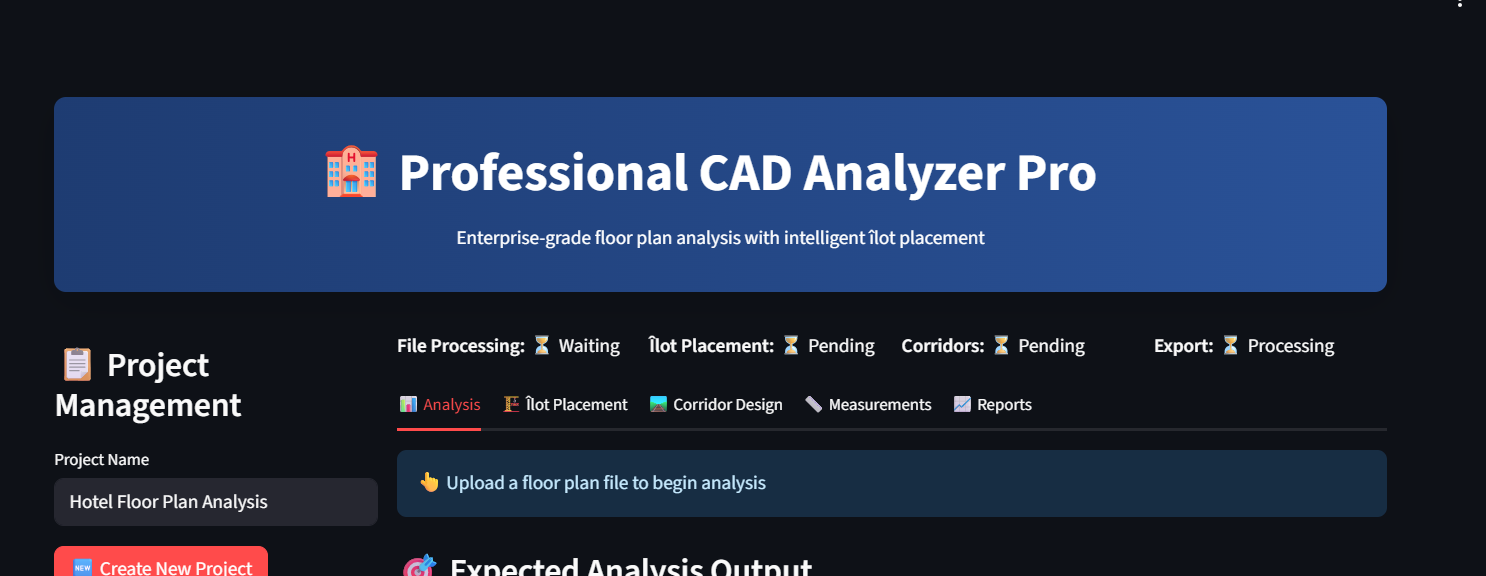 Professional CAD Analyzer Pro
Enterprise-grade floor plan analysis with intelligent îlot placement
Project Management
Project Name
Hotel Floor Plan Analysis
NEW Create New Project
File Processing: ⏳ Waiting
Îlot Placement: ⏳ Pending
Corridors: ⏳ Pending
Export: ⏳ Processing
Analysis
Îlot Placement
Corridor Design
Measurements
Reports
Upload a floor plan file to begin analysis
Expected Analysis Output